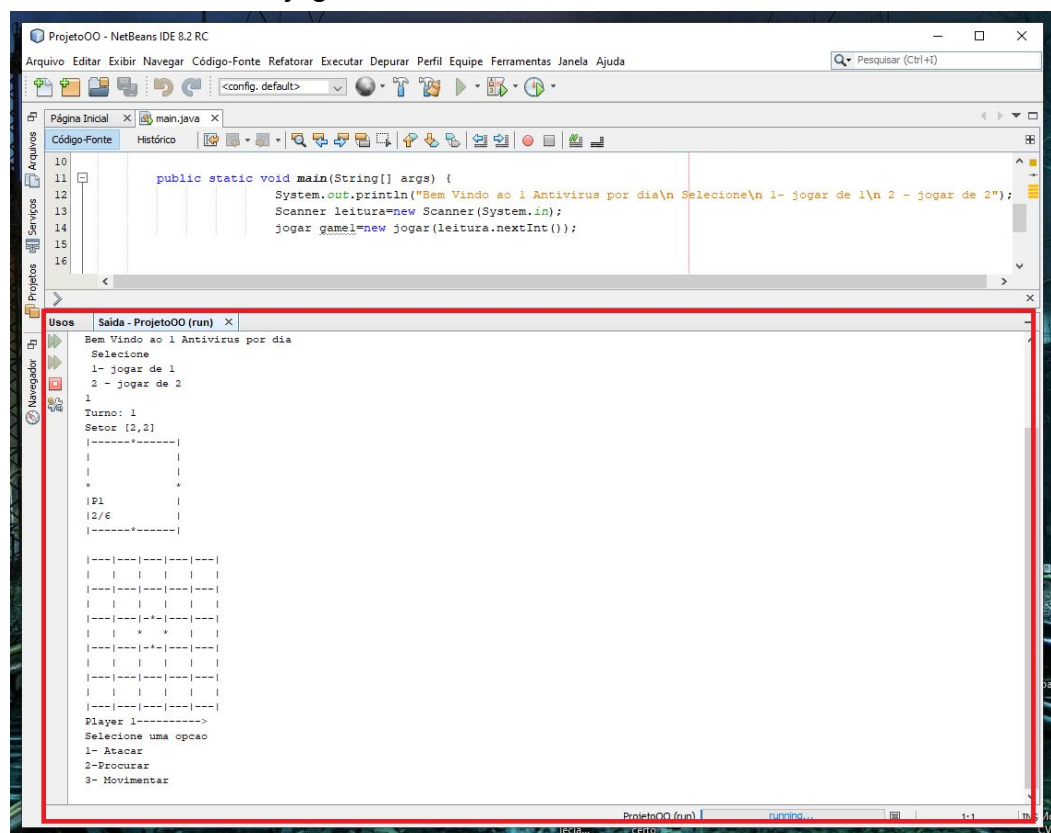 ProjetoOO - NetBeans IDE 8.2 RC
Arquivo Editar Exibir Navegar Código-Fonte Refatorar Executar Depurar Perfil Equipe Ferramentas Janela Ajuda
Pesquisar (Ctrl+I)
<config. default>
Página Inicial
main.java
Código-Fonte Histórico
Arquivos
Serviços
Projetos
Navegador
10
11 public static void main(String[] args) {
12 System.out.println("Bem Vindo ao 1 Antivirus por dia\n Selecione\n 1- jogar de 1\n 2 - jogar de 2");
13 Scanner leitura=new Scanner(System.in);
14 jogar game1=new jogar(leitura.nextInt());
15
16
Usos Saída - ProjetoOO (run)
Bem Vindo ao 1 Antivirus por dia
Selecione
1- jogar de 1
2 - jogar de 2
1
Turno: 1
Setor [2,2]
|------*------|
|             |
|             |
*             *
|P1           |
|2/6          |
|------*------|
|---|---|---|---|---|
|   |   |   |   |   |
|---|---|---|---|---|
|   |   |   |   |   |
|---|---|-*-|---|---|
|   |   *   *   |   |
|---|---|-*-|---|---|
|   |   |   |   |   |
|---|---|---|---|---|
|   |   |   |   |   |
|---|---|---|---|---|
Player 1---------->
Selecione uma opcao
1- Atacar
2-Procurar
3- Movimentar
ProjetoOO (run) running... 1:1 INS
certo